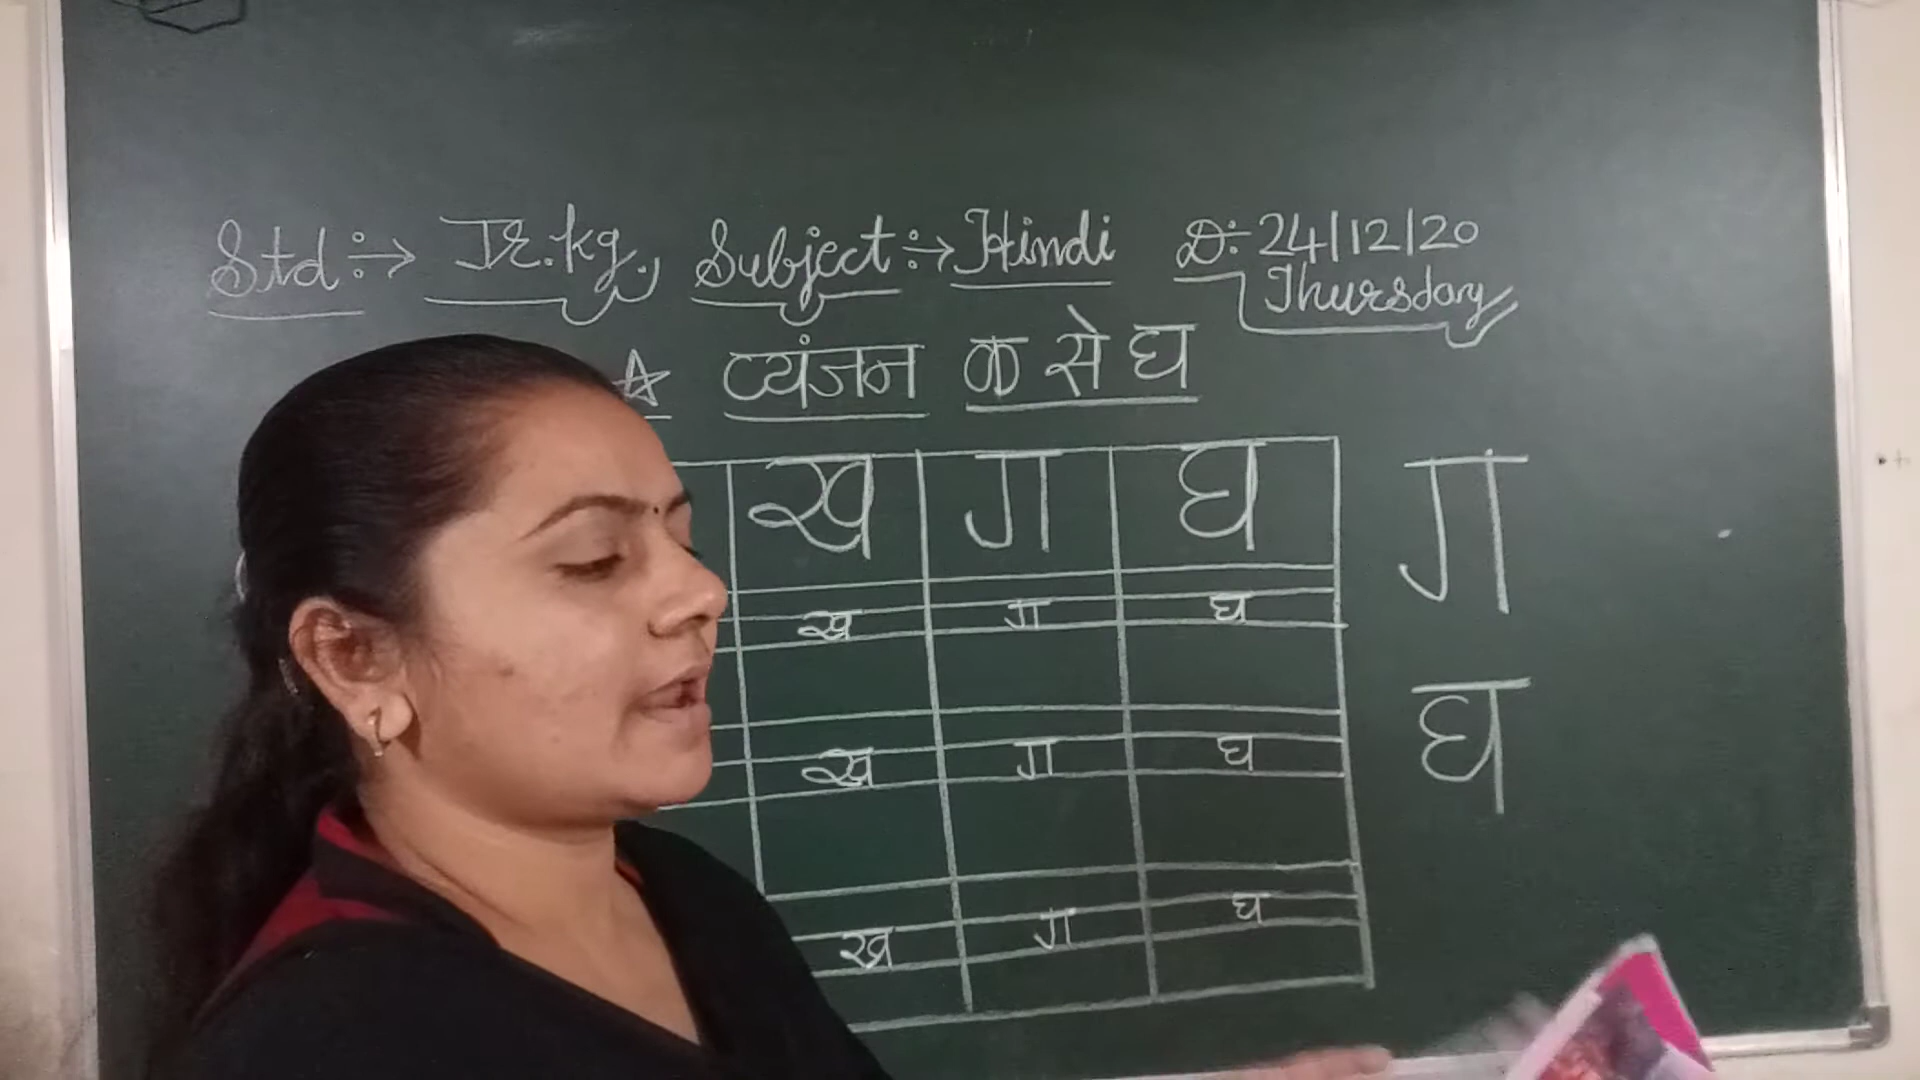 Std :→ Jr.kg., Subject :→ Hindi D:- 24/12/20
Thursday
☆ व्यंजन क से घ
ख ग घ
ख ग घ
ख ग घ
ख ग घ
ग
घ